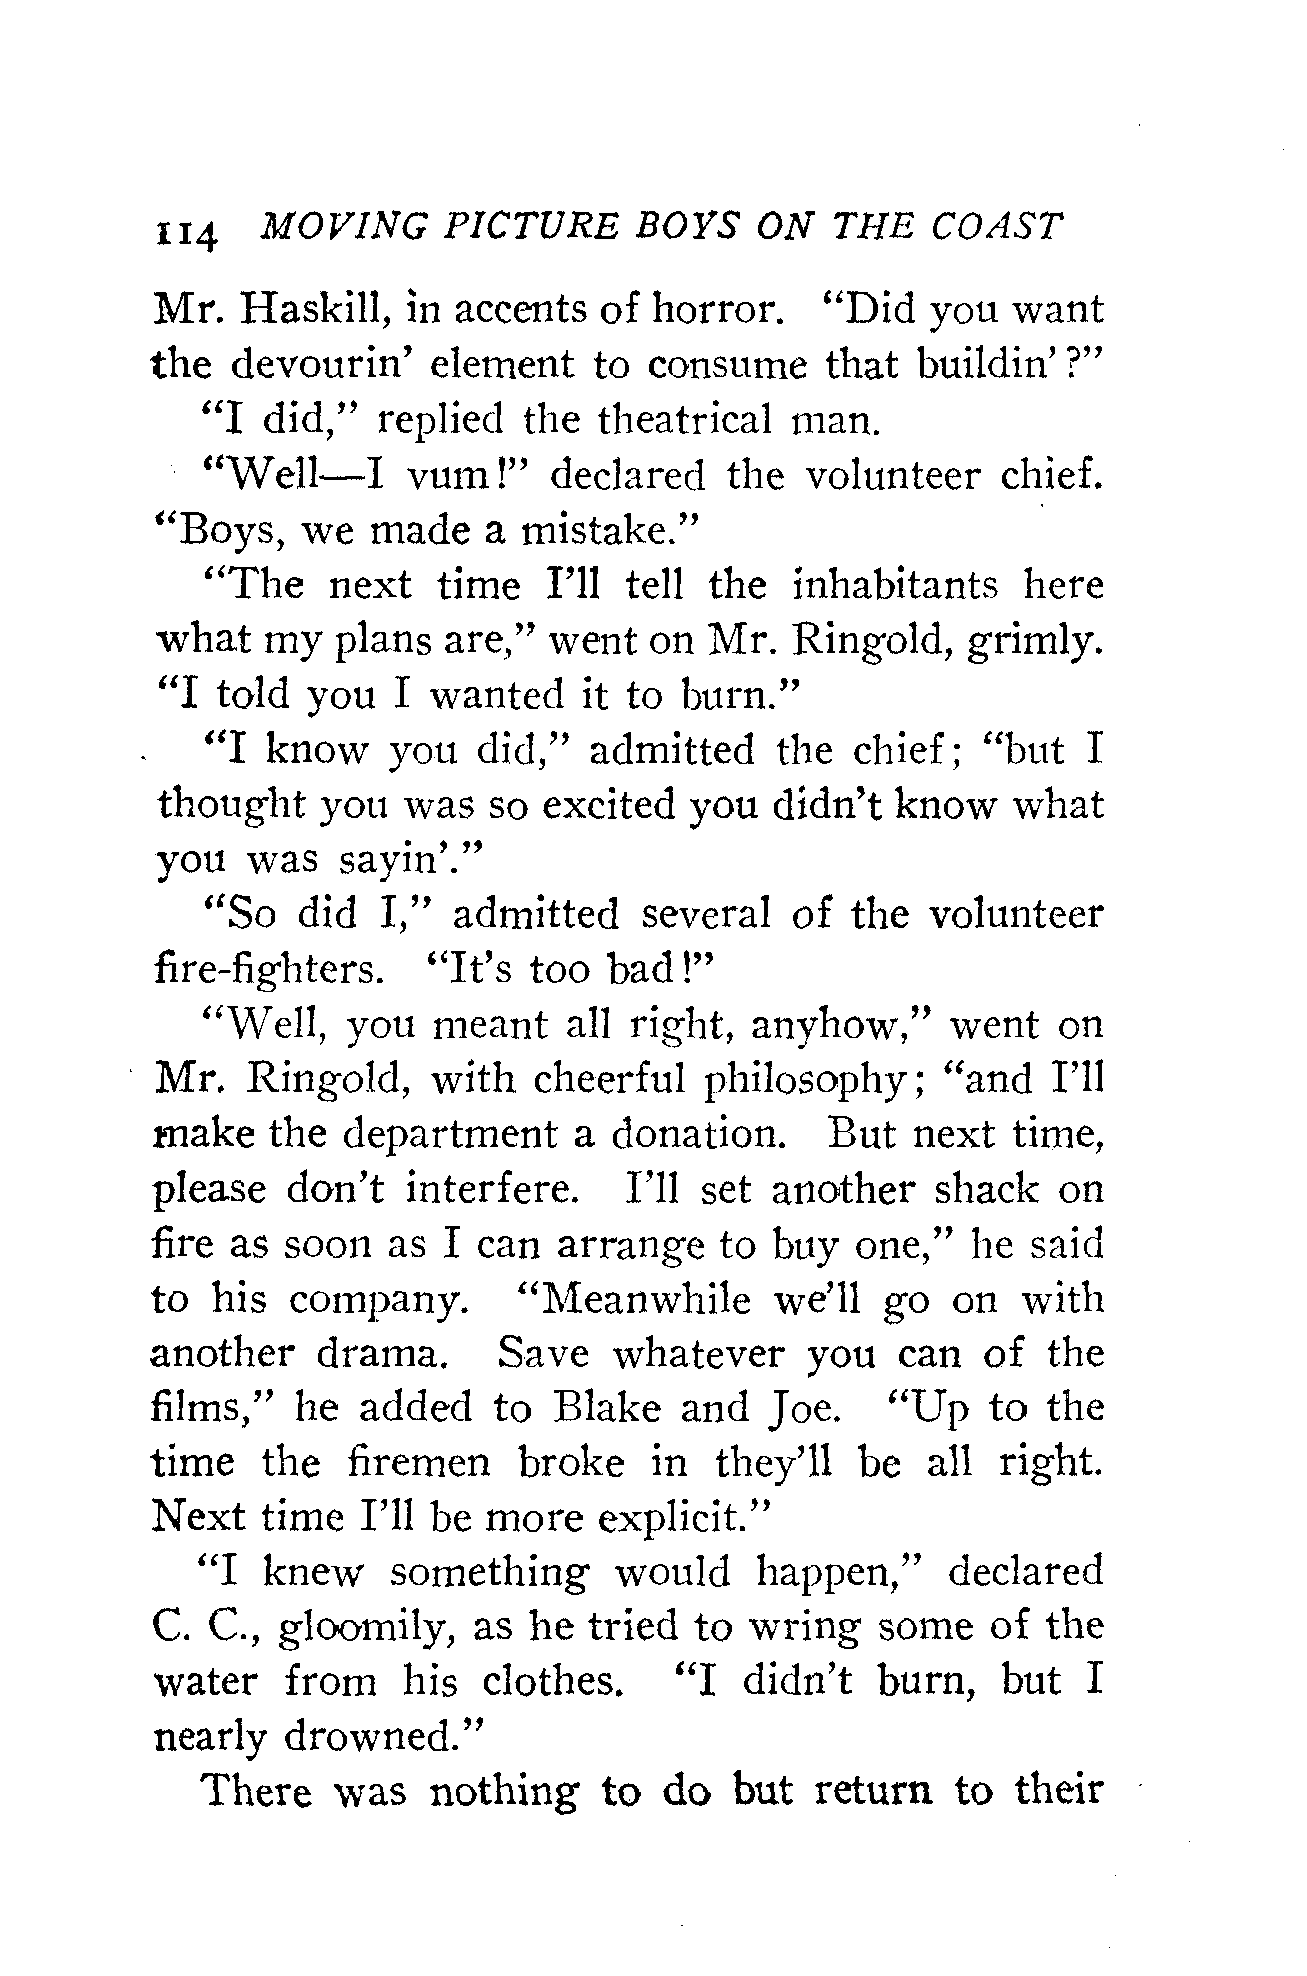 114 MOVING PICTURE BOYS ON THE COAST
Mr. Haskill, in accents of horror. “Did you want
the devourin’ element to consume that buildin’?”
“I did,” replied the theatrical man.
“Well—I vum!” declared the volunteer chief.
“Boys, we made a mistake.”
“The next time I’ll tell the inhabitants here
what my plans are,” went on Mr. Ringold, grimly.
“I told you I wanted it to burn.”
“I know you did,” admitted the chief; “but I
thought you was so excited you didn’t know what
you was sayin’.”
“So did I,” admitted several of the volunteer
fire-fighters. “It’s too bad!”
“Well, you meant all right, anyhow,” went on
Mr. Ringold, with cheerful philosophy; “and I’ll
make the department a donation. But next time,
please don’t interfere. I’ll set another shack on
fire as soon as I can arrange to buy one,” he said
to his company. “Meanwhile we’ll go on with
another drama. Save whatever you can of the
films,” he added to Blake and Joe. “Up to the
time the firemen broke in they’ll be all right.
Next time I’ll be more explicit.”
“I knew something would happen,” declared
C. C., gloomily, as he tried to wring some of the
water from his clothes. “I didn’t burn, but I
nearly drowned.”
There was nothing to do but return to their